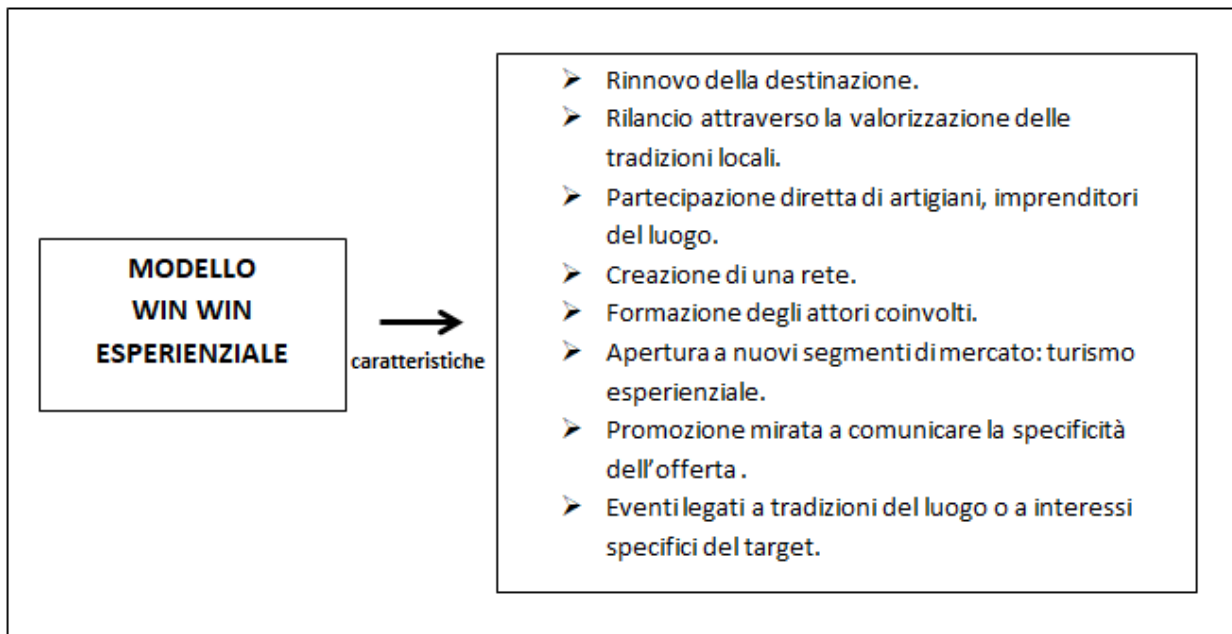 MODELLO
WIN WIN
ESPERIENZIALE
caratteristiche
➤ Rinnovo della destinazione.
➤ Rilancio attraverso la valorizzazione delle
tradizioni locali.
➤ Partecipazione diretta di artigiani, imprenditori
del luogo.
➤ Creazione di una rete.
➤ Formazione degli attori coinvolti.
➤ Apertura a nuovi segmenti di mercato: turismo
esperienziale.
➤ Promozione mirata a comunicare la specificità
dell’offerta .
➤ Eventi legati a tradizioni del luogo o a interessi
specifici del target.